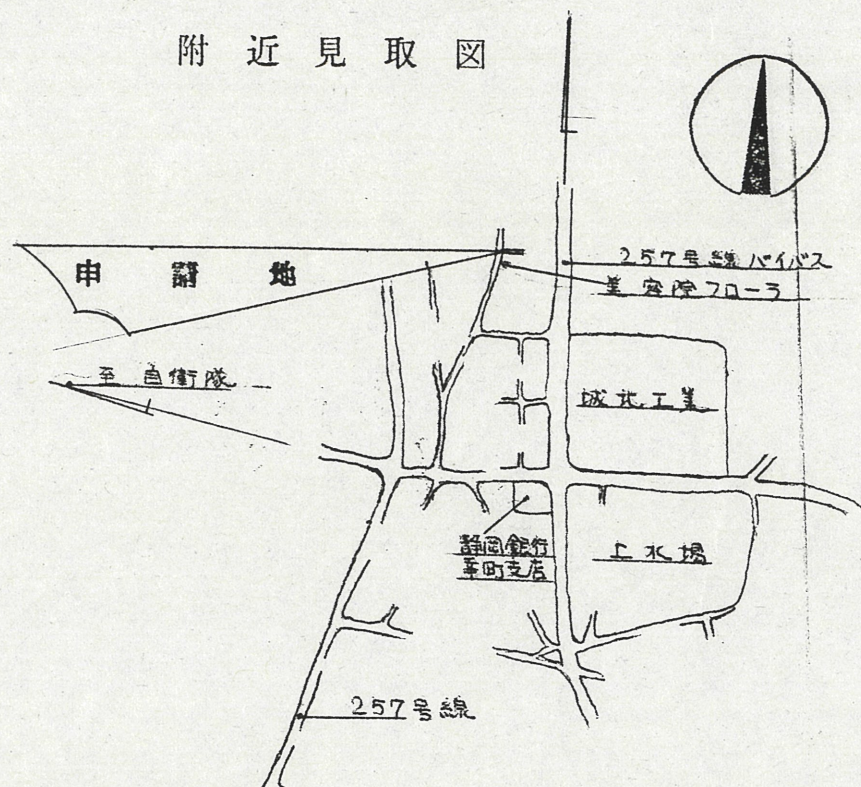 附近見取図
257号線バイパス
申請地
美容院フローラ
至自衛隊
城北工業
静岡銀行
幸町支店
上水場
257号線